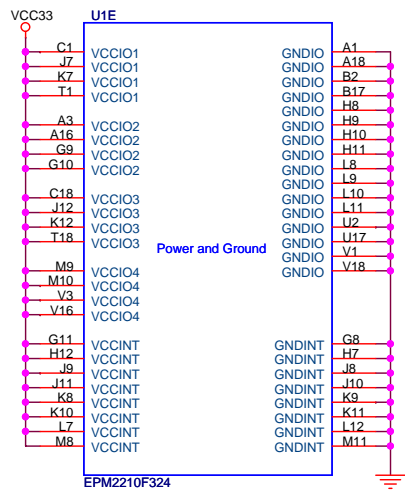 VCC33 U1E
C1 VCCIO1 GNDIO A1
J7 VCCIO1 GNDIO A18
K7 VCCIO1 GNDIO B2
T1 VCCIO1 GNDIO B17
GNDIO H8
A3 VCCIO2 GNDIO H9
A16 VCCIO2 GNDIO H10
G9 VCCIO2 GNDIO H11
G10 VCCIO2 GNDIO L8
GNDIO L9
C18 VCCIO3 GNDIO L10
J12 VCCIO3 GNDIO L11
K12 VCCIO3 GNDIO U2
T18 VCCIO3 GNDIO U17
Power and Ground GNDIO V1
M9 VCCIO4 GNDIO V18
M10 VCCIO4
V3 VCCIO4
V16 VCCIO4
G11 VCCINT GNDINT G8
H12 VCCINT GNDINT H7
J9 VCCINT GNDINT J8
J11 VCCINT GNDINT J10
K8 VCCINT GNDINT K9
K10 VCCINT GNDINT K11
L7 VCCINT GNDINT L12
M8 VCCINT GNDINT M11
EPM2210F324